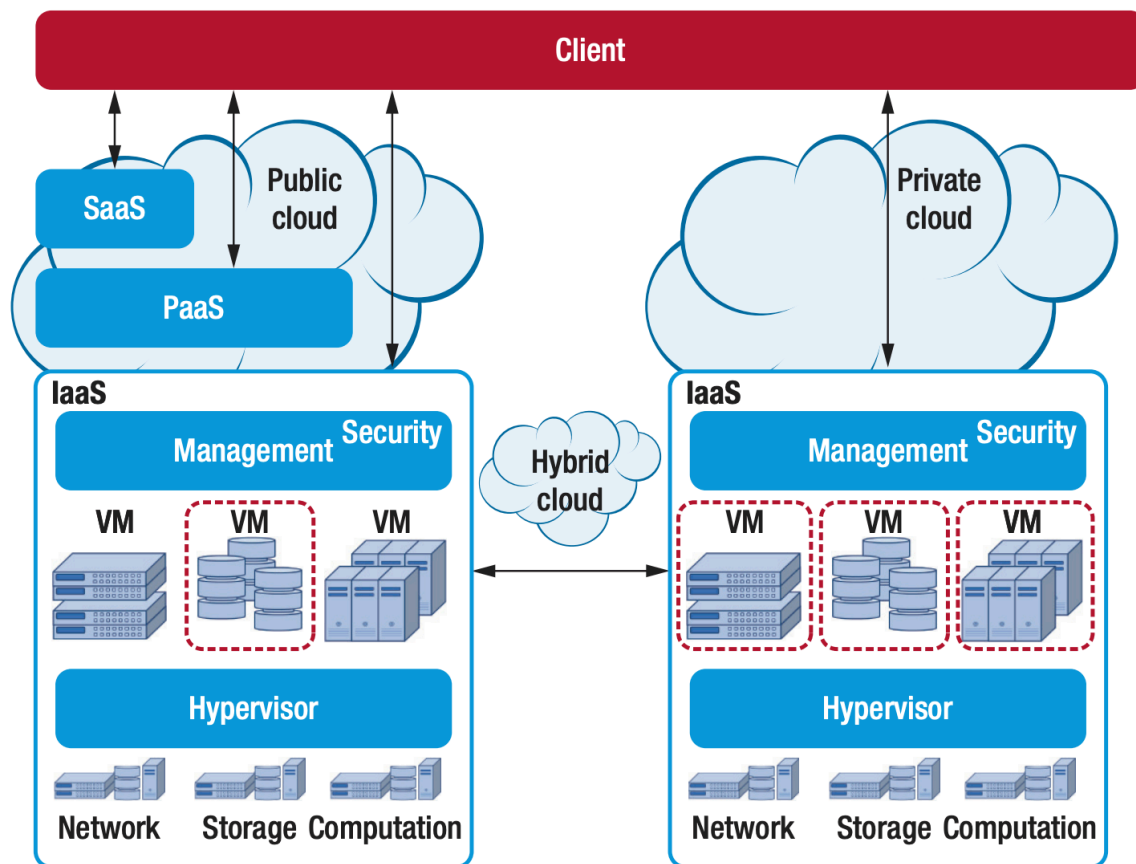 Client
Public
cloud
SaaS
PaaS
Private
cloud
IaaS
Security
Management
VM VM VM
Hypervisor
Network Storage Computation
Hybrid
cloud
IaaS
Security
Management
VM VM VM
Hypervisor
Network Storage Computation